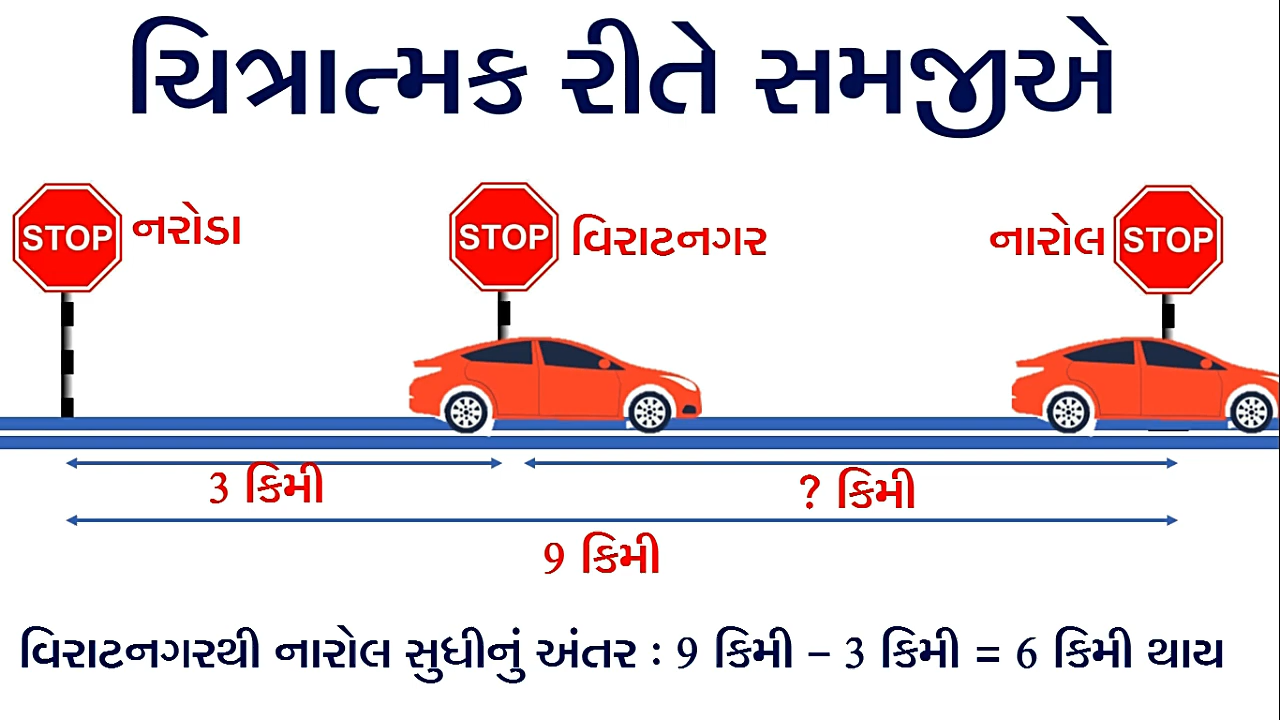 ચિત્રાત્મક રીતે સમજીએ
STOP નરોડા
STOP વિરાટનગર
નારોલ STOP
3 કિમી
? કિમી
9 કિમી
વિરાટનગરથી નારોલ સુધીનું અંતર : 9 કિમી – 3 કિમી = 6 કિમી થાય